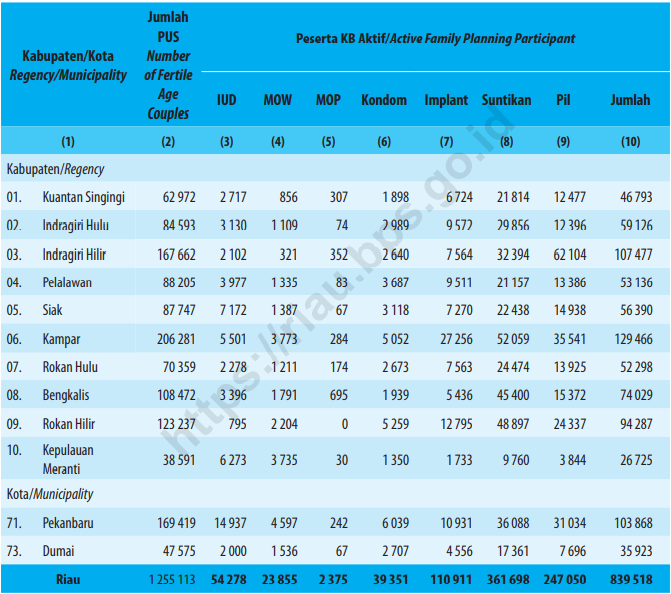 Kabupaten/Kota
Regency/Municipality
Jumlah
PUS
Number
of Fertile
Age
Couples
Peserta KB Aktif/Active Family Planning Participant
IUD MOW MOP Kondom Implant Suntikan Pil Jumlah
(1) (2) (3) (4) (5) (6) (7) (8) (9) (10)
Kabupaten/Regency
01. Kuantan Singingi 62 972 2 717 856 307 1 898 6 724 21 814 12 477 46 793
02. Indragiri Hulu 84 593 3 130 1 109 74 2 989 9 572 29 856 12 396 59 126
03. Indragiri Hilir 167 662 2 102 321 352 2 640 7 564 32 394 62 104 107 477
04. Pelalawan 88 205 3 977 1 335 83 3 687 9 511 21 157 13 386 53 136
05. Siak 87 747 7 172 1 387 67 3 118 7 270 22 438 14 938 56 390
06. Kampar 206 281 5 501 3 773 284 5 052 27 256 52 059 35 541 129 466
07. Rokan Hulu 70 359 2 278 1 211 174 2 673 7 563 24 474 13 925 52 298
08. Bengkalis 108 472 3 396 1 791 695 1 939 5 436 45 400 15 372 74 029
09. Rokan Hilir 123 237 795 2 204 0 5 259 12 795 48 897 24 337 94 287
10. Kepulauan
Meranti 38 591 6 273 3 735 30 1 350 1 733 9 760 3 844 26 725
Kota/Municipality
71. Pekanbaru 169 419 14 937 4 597 242 6 039 10 931 36 088 31 034 103 868
73. Dumai 47 575 2 000 1 536 67 2 707 4 556 17 361 7 696 35 923
Riau 1 255 113 54 278 23 855 2 375 39 351 110 911 361 698 247 050 839 518
https://riau.bps.go.id